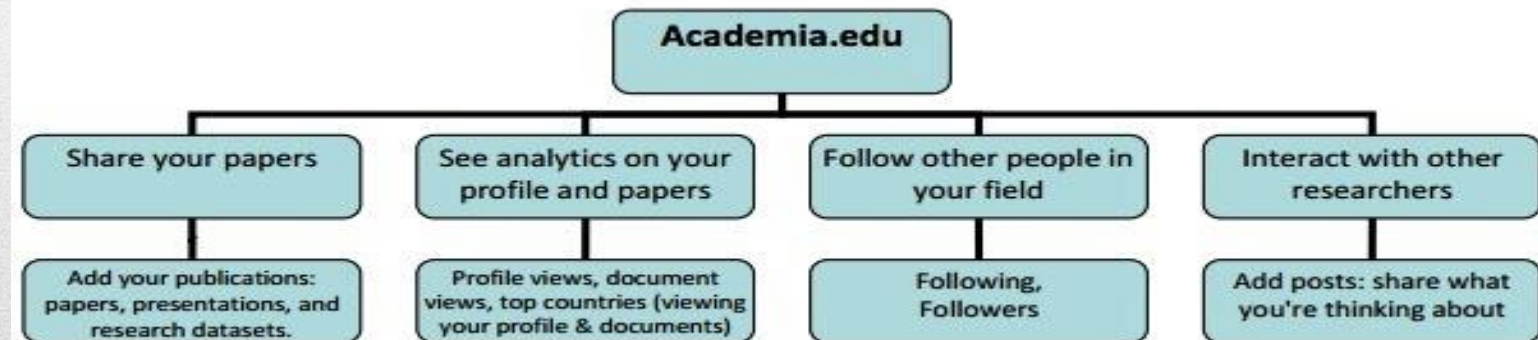 Academia.edu
Share your papers
See analytics on your
profile and papers
Follow other people in
your field
Interact with other
researchers
Add your publications:
papers, presentations, and
research datasets.
Profile views, document
views, top countries (viewing
your profile & documents)
Following,
Followers
Add posts: share what
you're thinking about